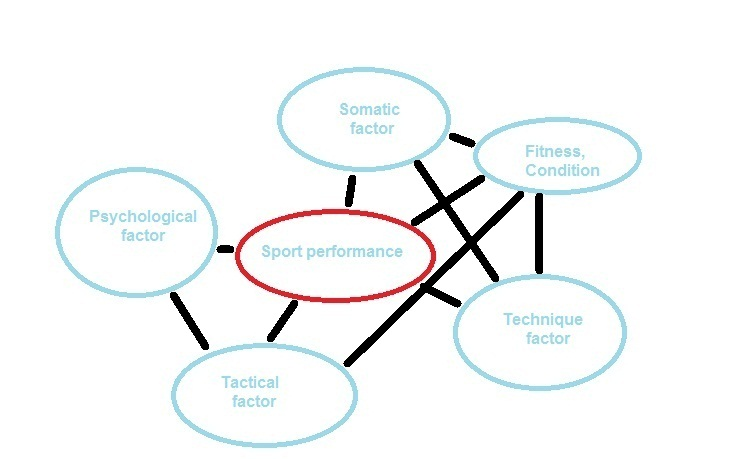 Somatic
factor
Fitness,
Condition
Psychological
factor
Sport performance
Technique
factor
Tactical
factor